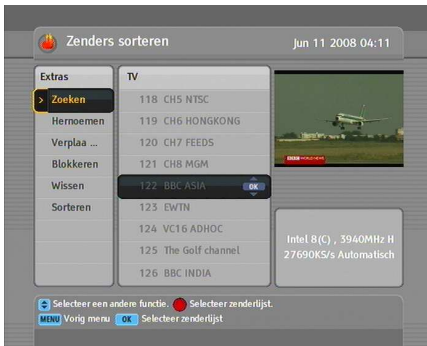 Zenders sorteren
Jun 11 2008 04:11
Extras
TV
> Zoeken
Hernoemen
Verplaa ...
Blokkeren
Wissen
Sorteren
118 CH5 NTSC
119 CH6 HONGKONG
120 CH7 FEEDS
121 CH8 MGM
122 BBC ASIA OK
123 EWTN
124 VC16 ADHOC
125 The Golf channel
126 BBC INDIA
BBC WORLD NEWS
Intel 8(C) , 3940MHz H
27690KS/s Automatisch
Selecteer een andere functie. Selecteer zenderlijst.
MENU Vorig menu OK Selecteer zenderlijst